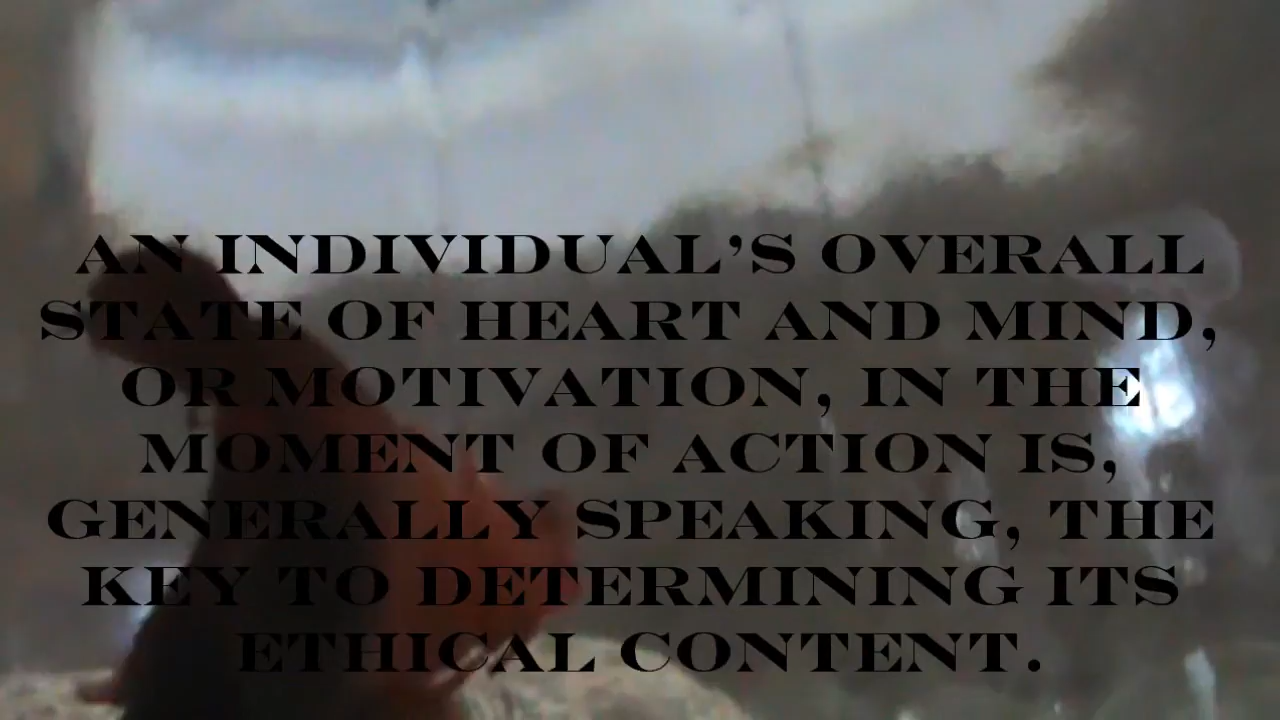 AN INDIVIDUAL'S OVERALL
STATE OF HEART AND MIND,
OR MOTIVATION, IN THE
MOMENT OF ACTION IS,
GENERALLY SPEAKING, THE
KEY TO DETERMINING ITS
ETHICAL CONTENT.